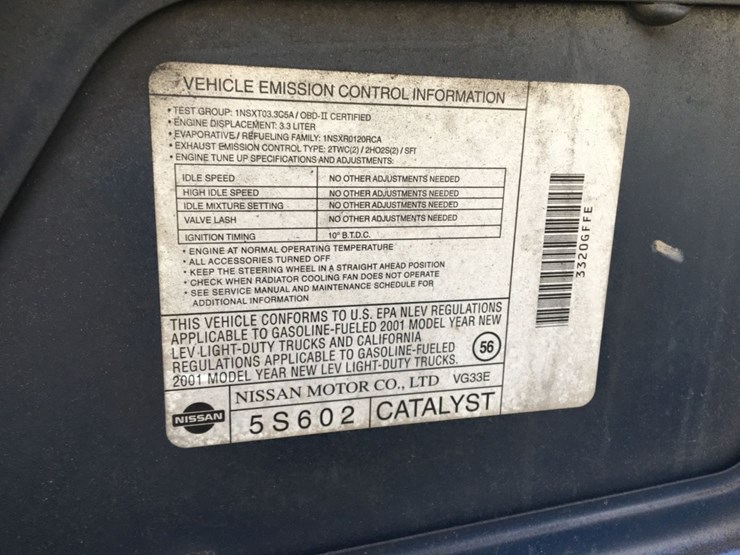 VEHICLE EMISSION CONTROL INFORMATION
• TEST GROUP: 1NSXT03.3C5A / OBD-II CERTIFIED
• ENGINE DISPLACEMENT: 3.3 LITER
• EVAPORATIVE / REFUELING FAMILY: 1NSXR0120RCA
• EXHAUST EMISSION CONTROL TYPE: 2TWC(2) / 2HO2S(2) / SFI
• ENGINE TUNE UP SPECIFICATIONS AND ADJUSTMENTS:
IDLE SPEED NO OTHER ADJUSTMENTS NEEDED
HIGH IDLE SPEED NO OTHER ADJUSTMENTS NEEDED
IDLE MIXTURE SETTING NO OTHER ADJUSTMENTS NEEDED
VALVE LASH NO OTHER ADJUSTMENTS NEEDED
IGNITION TIMING 10° B.T.D.C.
• ENGINE AT NORMAL OPERATING TEMPERATURE
• ALL ACCESSORIES TURNED OFF
• KEEP THE STEERING WHEEL IN A STRAIGHT AHEAD POSITION
• CHECK WHEN RADIATOR COOLING FAN DOES NOT OPERATE
• SEE SERVICE MANUAL AND MAINTENANCE SCHEDULE FOR
ADDITIONAL INFORMATION
THIS VEHICLE CONFORMS TO U.S. EPA NLEV REGULATIONS
APPLICABLE TO GASOLINE-FUELED 2001 MODEL YEAR NEW
LEV LIGHT-DUTY TRUCKS AND CALIFORNIA
REGULATIONS APPLICABLE TO GASOLINE-FUELED
2001 MODEL YEAR NEW LEV LIGHT-DUTY TRUCKS.
56
NISSAN MOTOR CO., LTD VG33E
NISSAN
5S602 CATALYST
3320GFFE